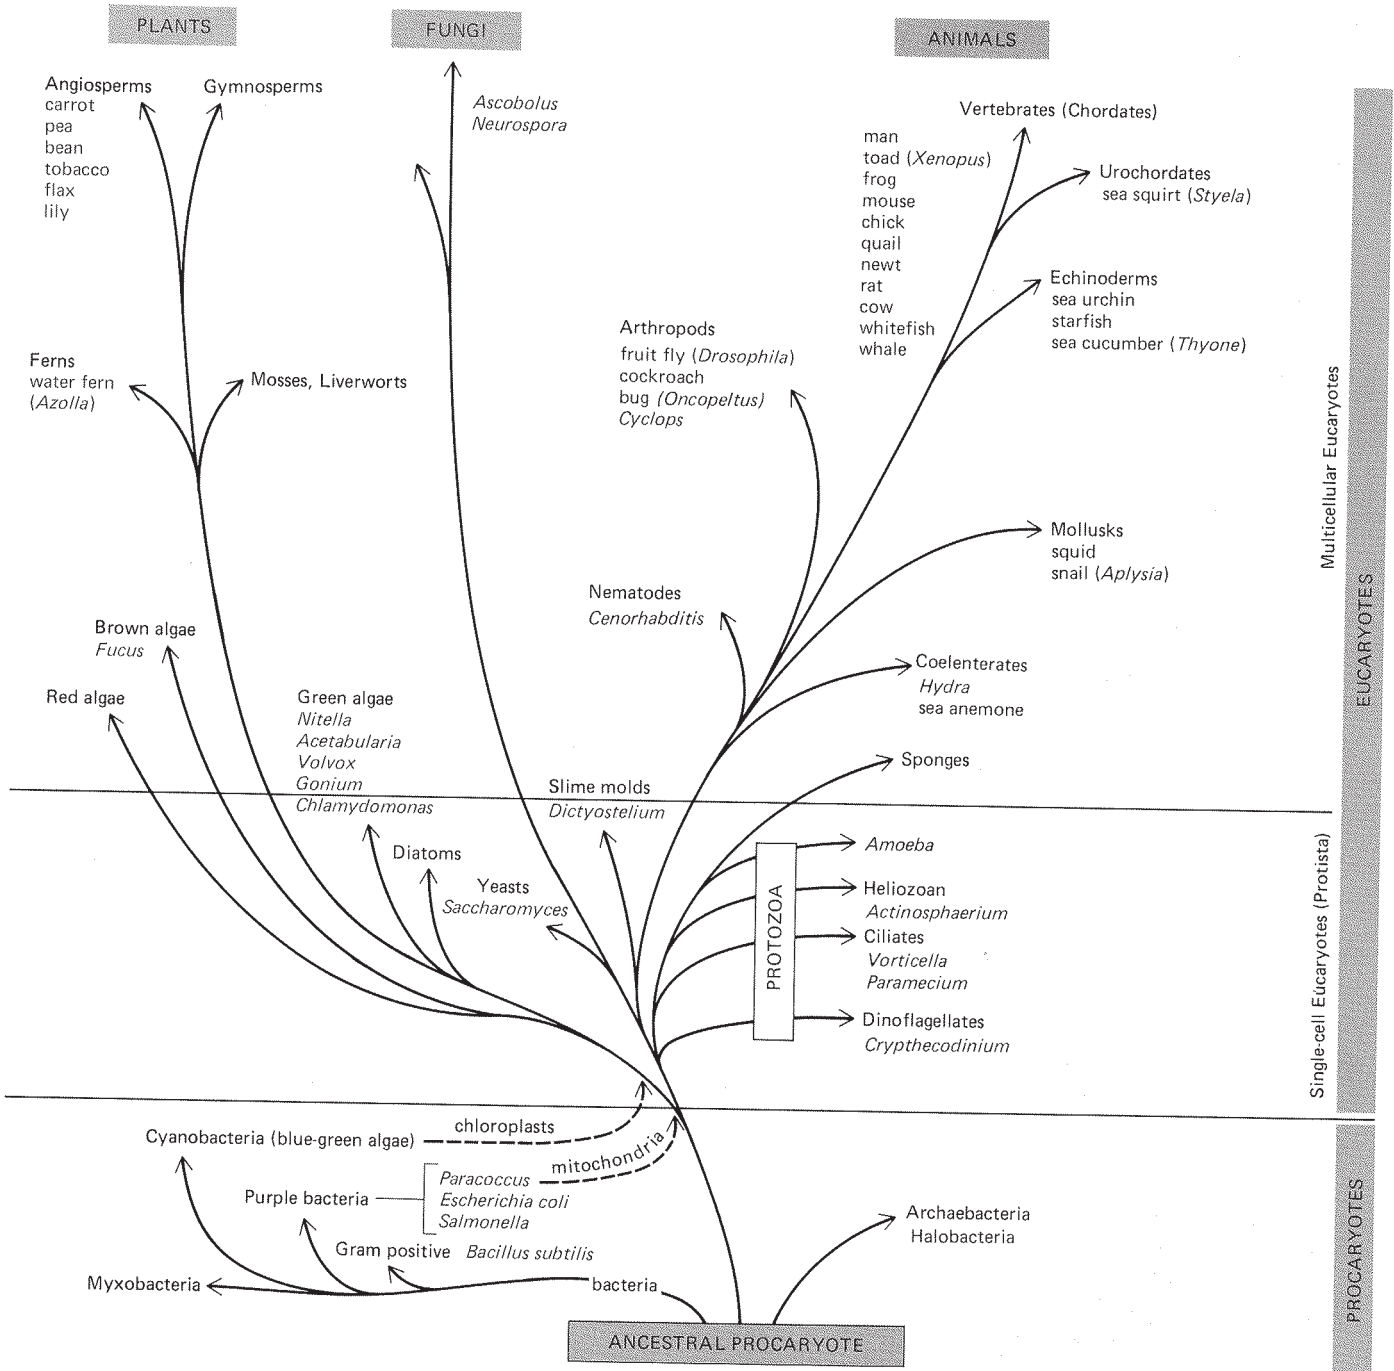 PLANTS
FUNGI
ANIMALS
Angiosperms
carrot
pea
bean
tobacco
flax
lily
Gymnosperms
Ascobolus
Neurospora
Vertebrates (Chordates)
man
toad (Xenopus)
frog
mouse
chick
quail
newt
rat
cow
whitefish
whale
Urochordates
sea squirt (Styela)
Echinoderms
sea urchin
starfish
sea cucumber (Thyone)
Arthropods
fruit fly (Drosophila)
cockroach
bug (Oncopeltus)
Cyclops
Ferns
water fern
(Azolla)
Mosses, Liverworts
Mollusks
squid
snail (Aplysia)
Nematodes
Cenorhabditis
Brown algae
Fucus
Red algae
Green algae
Nitella
Acetabularia
Volvox
Gonium
Chlamydomonas
Coelenterates
Hydra
sea anemone
Sponges
Slime molds
Dictyostelium
Diatoms
Yeasts
Saccharomyces
PROTOZOA
Amoeba
Heliozoan
Actinosphaerium
Ciliates
Vorticella
Paramecium
Dinoflagellates
Crypthecodinium
Multicellular Eucaryotes
EUCARYOTES
Single-cell Eucaryotes (Protista)
Cyanobacteria (blue-green algae)
chloroplasts
mitochondria
Purple bacteria
Paracoccus
Escherichia coli
Salmonella
Gram positive Bacillus subtilis
Myxobacteria
bacteria
Archaebacteria
Halobacteria
PROCARYOTES
ANCESTRAL PROCARYOTE